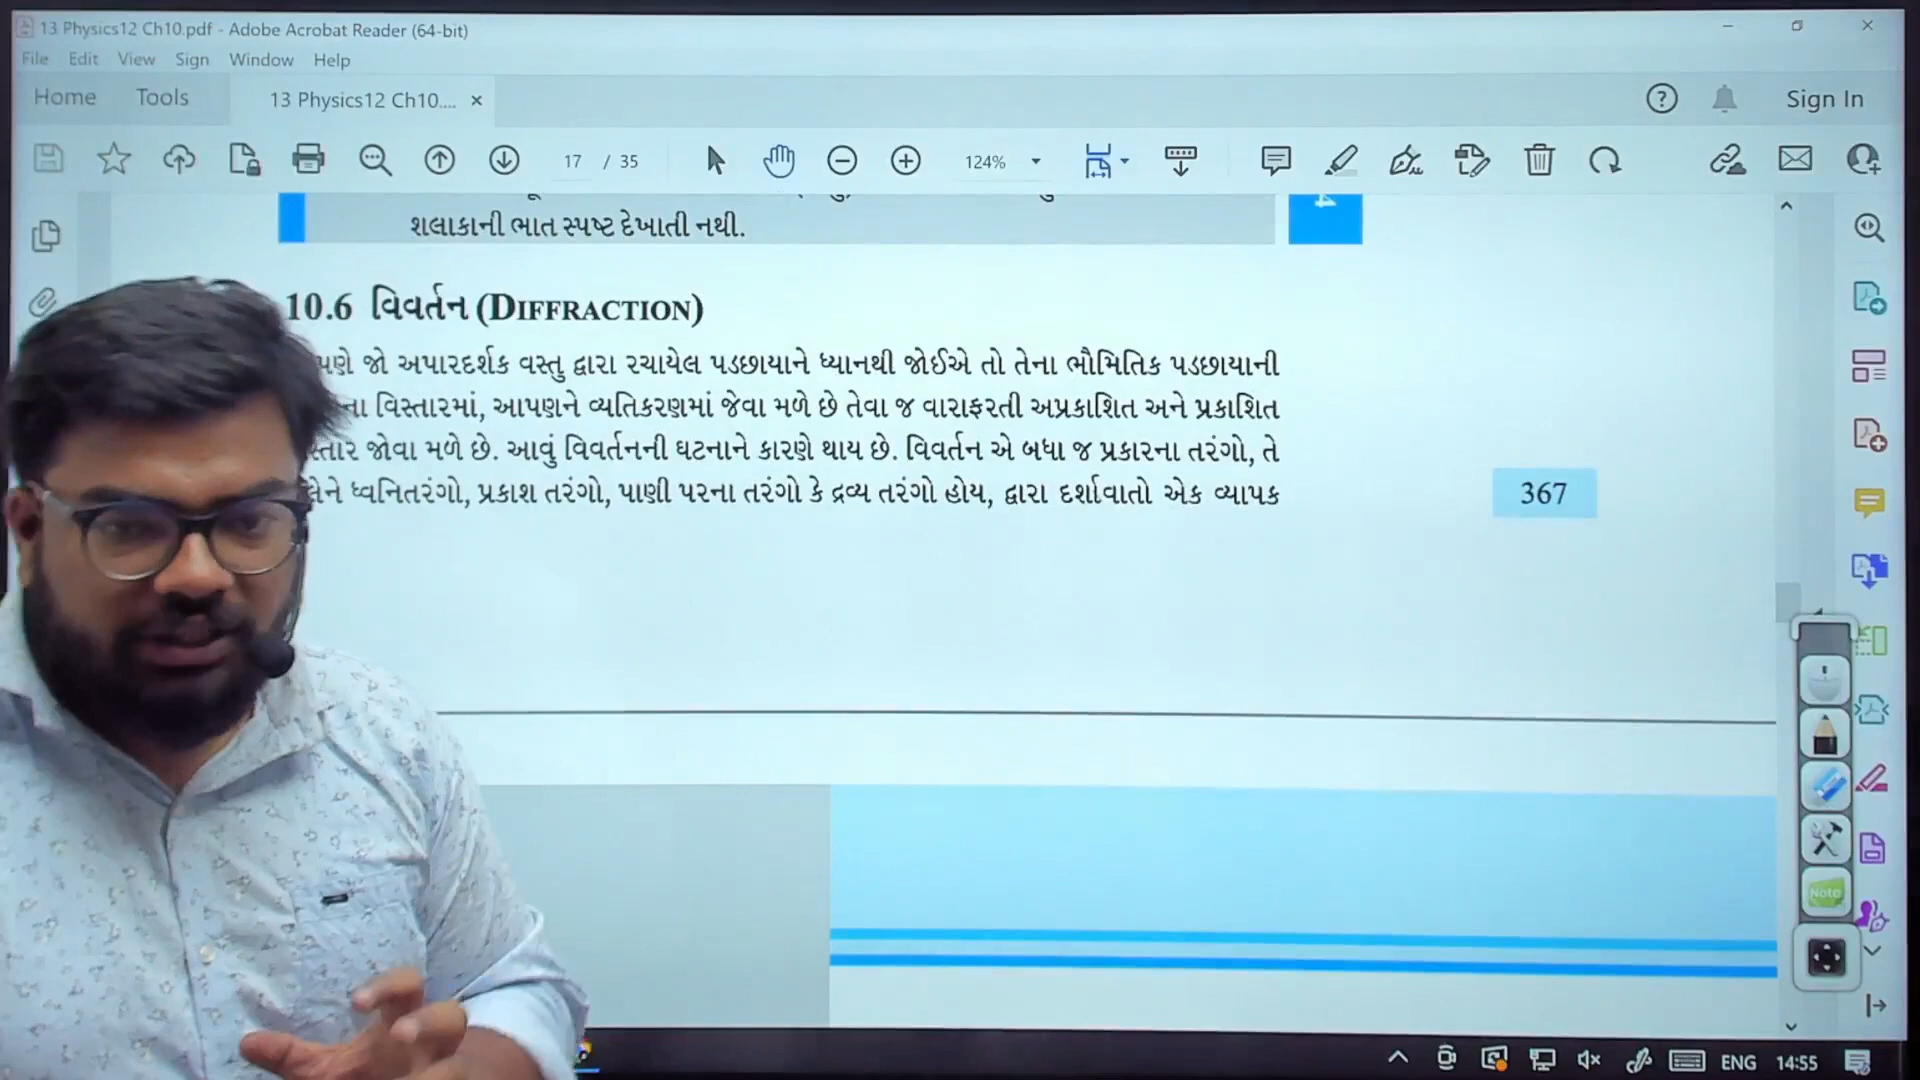 13 Physics12 Ch10.pdf - Adobe Acrobat Reader (64-bit)
File Edit View Sign Window Help
Home Tools 13 Physics12 Ch10.... × Sign In
17 / 35 124%
શલાકાની ભાત સ્પષ્ટ દેખાતી નથી.
4
10.6 વિવર્તન (DIFFRACTION)
જો અપારદર્શક વસ્તુ દ્વારા રચાયેલ પડછાયાને ધ્યાનથી જોઈએ તો તેના ભૌમિતિક પડછાયાની
વિસ્તારમાં, આપણને વ્યતિકરણમાં જેવા મળે છે તેવા જ વારાફરતી અપ્રકાશિત અને પ્રકાશિત
જોવા મળે છે. આવું વિવર્તનની ઘટનાને કારણે થાય છે. વિવર્તન એ બધા જ પ્રકારના તરંગો, તે
ધ્વનિતરંગો, પ્રકાશ તરંગો, પાણી પરના તરંગો કે દ્રવ્ય તરંગો હોય, દ્વારા દર્શાવાતો એક વ્યાપક
367
Note
ENG 14:55